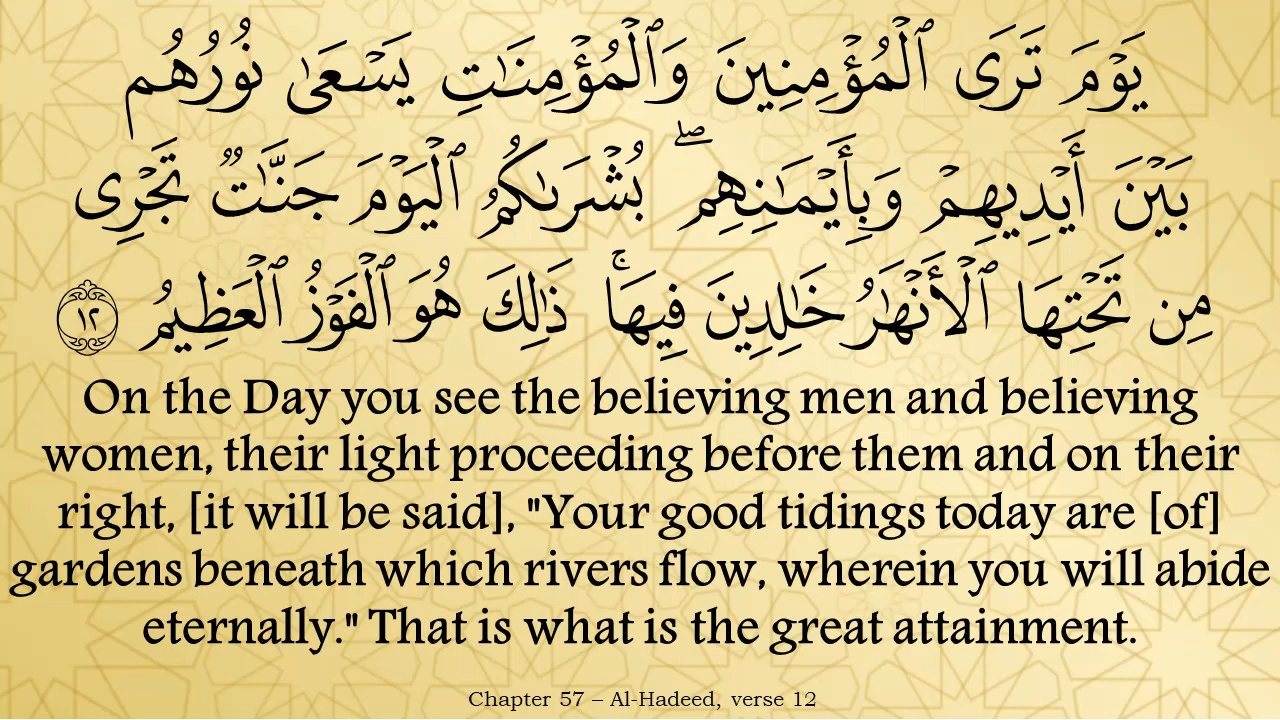 يَوْمَ تَرَى ٱلْمُؤْمِنِينَ وَٱلْمُؤْمِنَـٰتِ يَسْعَىٰ نُورُهُم
بَيْنَ أَيْدِيهِمْ وَبِأَيْمَـٰنِهِم ۖ بُشْرَىٰكُمُ ٱلْيَوْمَ جَنَّـٰتٌ تَجْرِى
مِن تَحْتِهَا ٱلْأَنْهَـٰرُ خَـٰلِدِينَ فِيهَا ۚ ذَٰلِكَ هُوَ ٱلْفَوْزُ ٱلْعَظِيمُ ١٢
On the Day you see the believing men and believing
women, their light proceeding before them and on their
right, [it will be said], "Your good tidings today are [of]
gardens beneath which rivers flow, wherein you will abide
eternally." That is what is the great attainment.
Chapter 57 – Al-Hadeed, verse 12